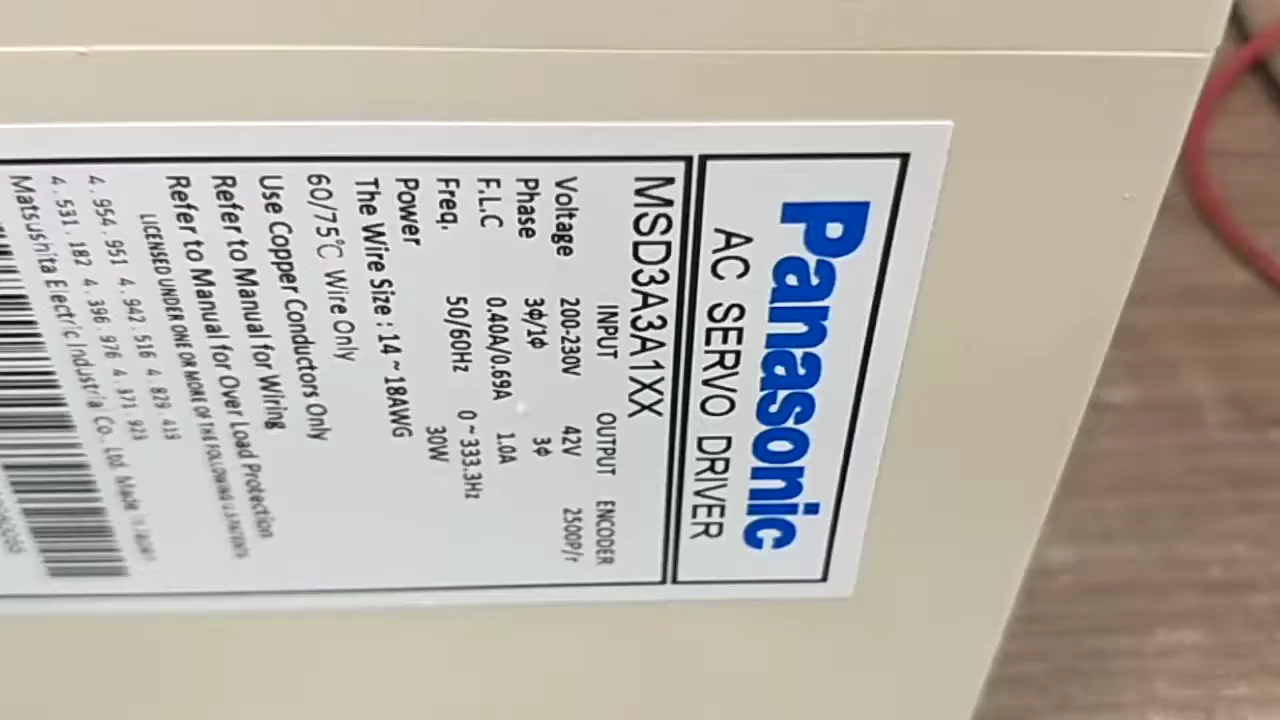 Panasonic
AC SERVO DRIVER
MSD3A3A1XX
INPUT OUTPUT ENCODER
Voltage 200-230V 42V 2500P/r
Phase 3ϕ/1ϕ 3ϕ
F.L.C 0.40A/0.69A 1.0A
Freq. 50/60Hz 0~333.3Hz
Power 30W
The Wire Size : 14~18AWG
60/75℃ Wire Only
Use Copper Conductors Only
Refer to Manual for Wiring
Refer to Manual for Over Load Protection
LICENSED UNDER ONE OR MORE OF THE FOLLOWING U.S.PATENTS
4.954.951 4.942.516 4.829.419
4.531.182 4.396.976 4.371.923
Matsushita Electric Industria Co., Ltd. Made